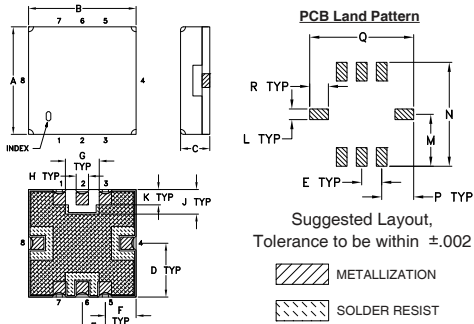 B
7 6 5
A
8
4
INDEX
1 2 3
C
PCB Land Pattern
Q
R TYP
L TYP
N
M
E TYP
P TYP
G
TYP
H TYP
1 2 3
K TYP
J TYP
8
4
D TYP
7 6 5
F
TYP
Suggested Layout,
Tolerance to be within ±.002
METALLIZATION
SOLDER RESIST